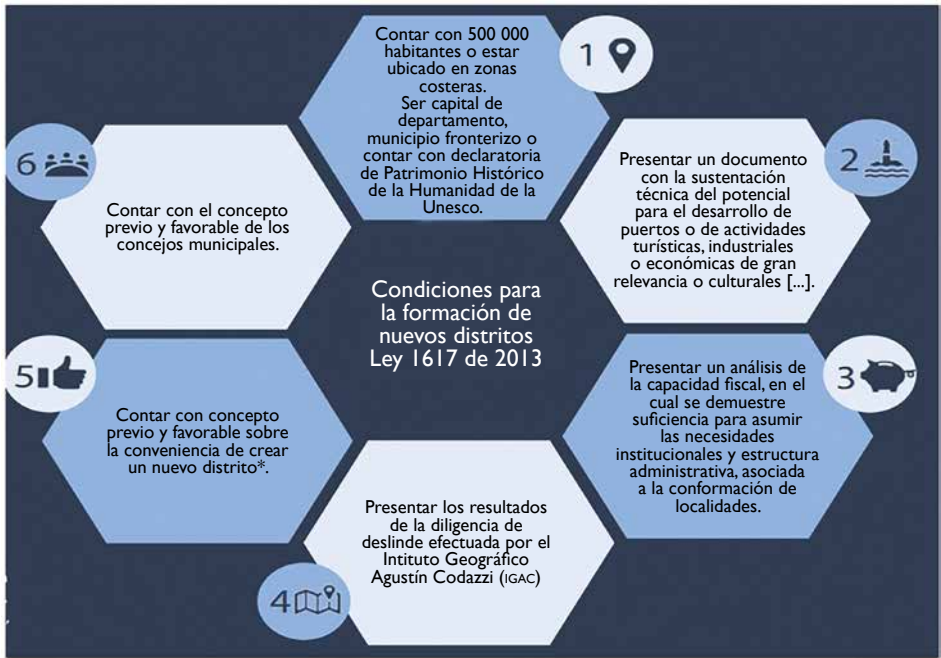 Condiciones para
la formación de
nuevos distritos
Ley 1617 de 2013
1
Contar con 500 000
habitantes o estar
ubicado en zonas
costeras.
Ser capital de
departamento,
municipio fronterizo o
contar con declaratoria
de Patrimonio Histórico
de la Humanidad de la
Unesco.
2
Presentar un documento
con la sustentación
técnica del potencial
para el desarrollo de
puertos o de actividades
turísticas, industriales
o económicas de gran
relevancia o culturales [...].
3
Presentar un análisis de
la capacidad fiscal, en el
cual se demuestre
suficiencia para asumir
las necesidades
institucionales y estructura
administrativa, asociada
a la conformación de
localidades.
4
Presentar los resultados
de la diligencia de
deslinde efectuada por el
Intituto Geográfico
Agustín Codazzi (IGAC)
5
Contar con concepto
previo y favorable sobre
la conveniencia de crear
un nuevo distrito*.
6
Contar con el concepto
previo y favorable de los
concejos municipales.